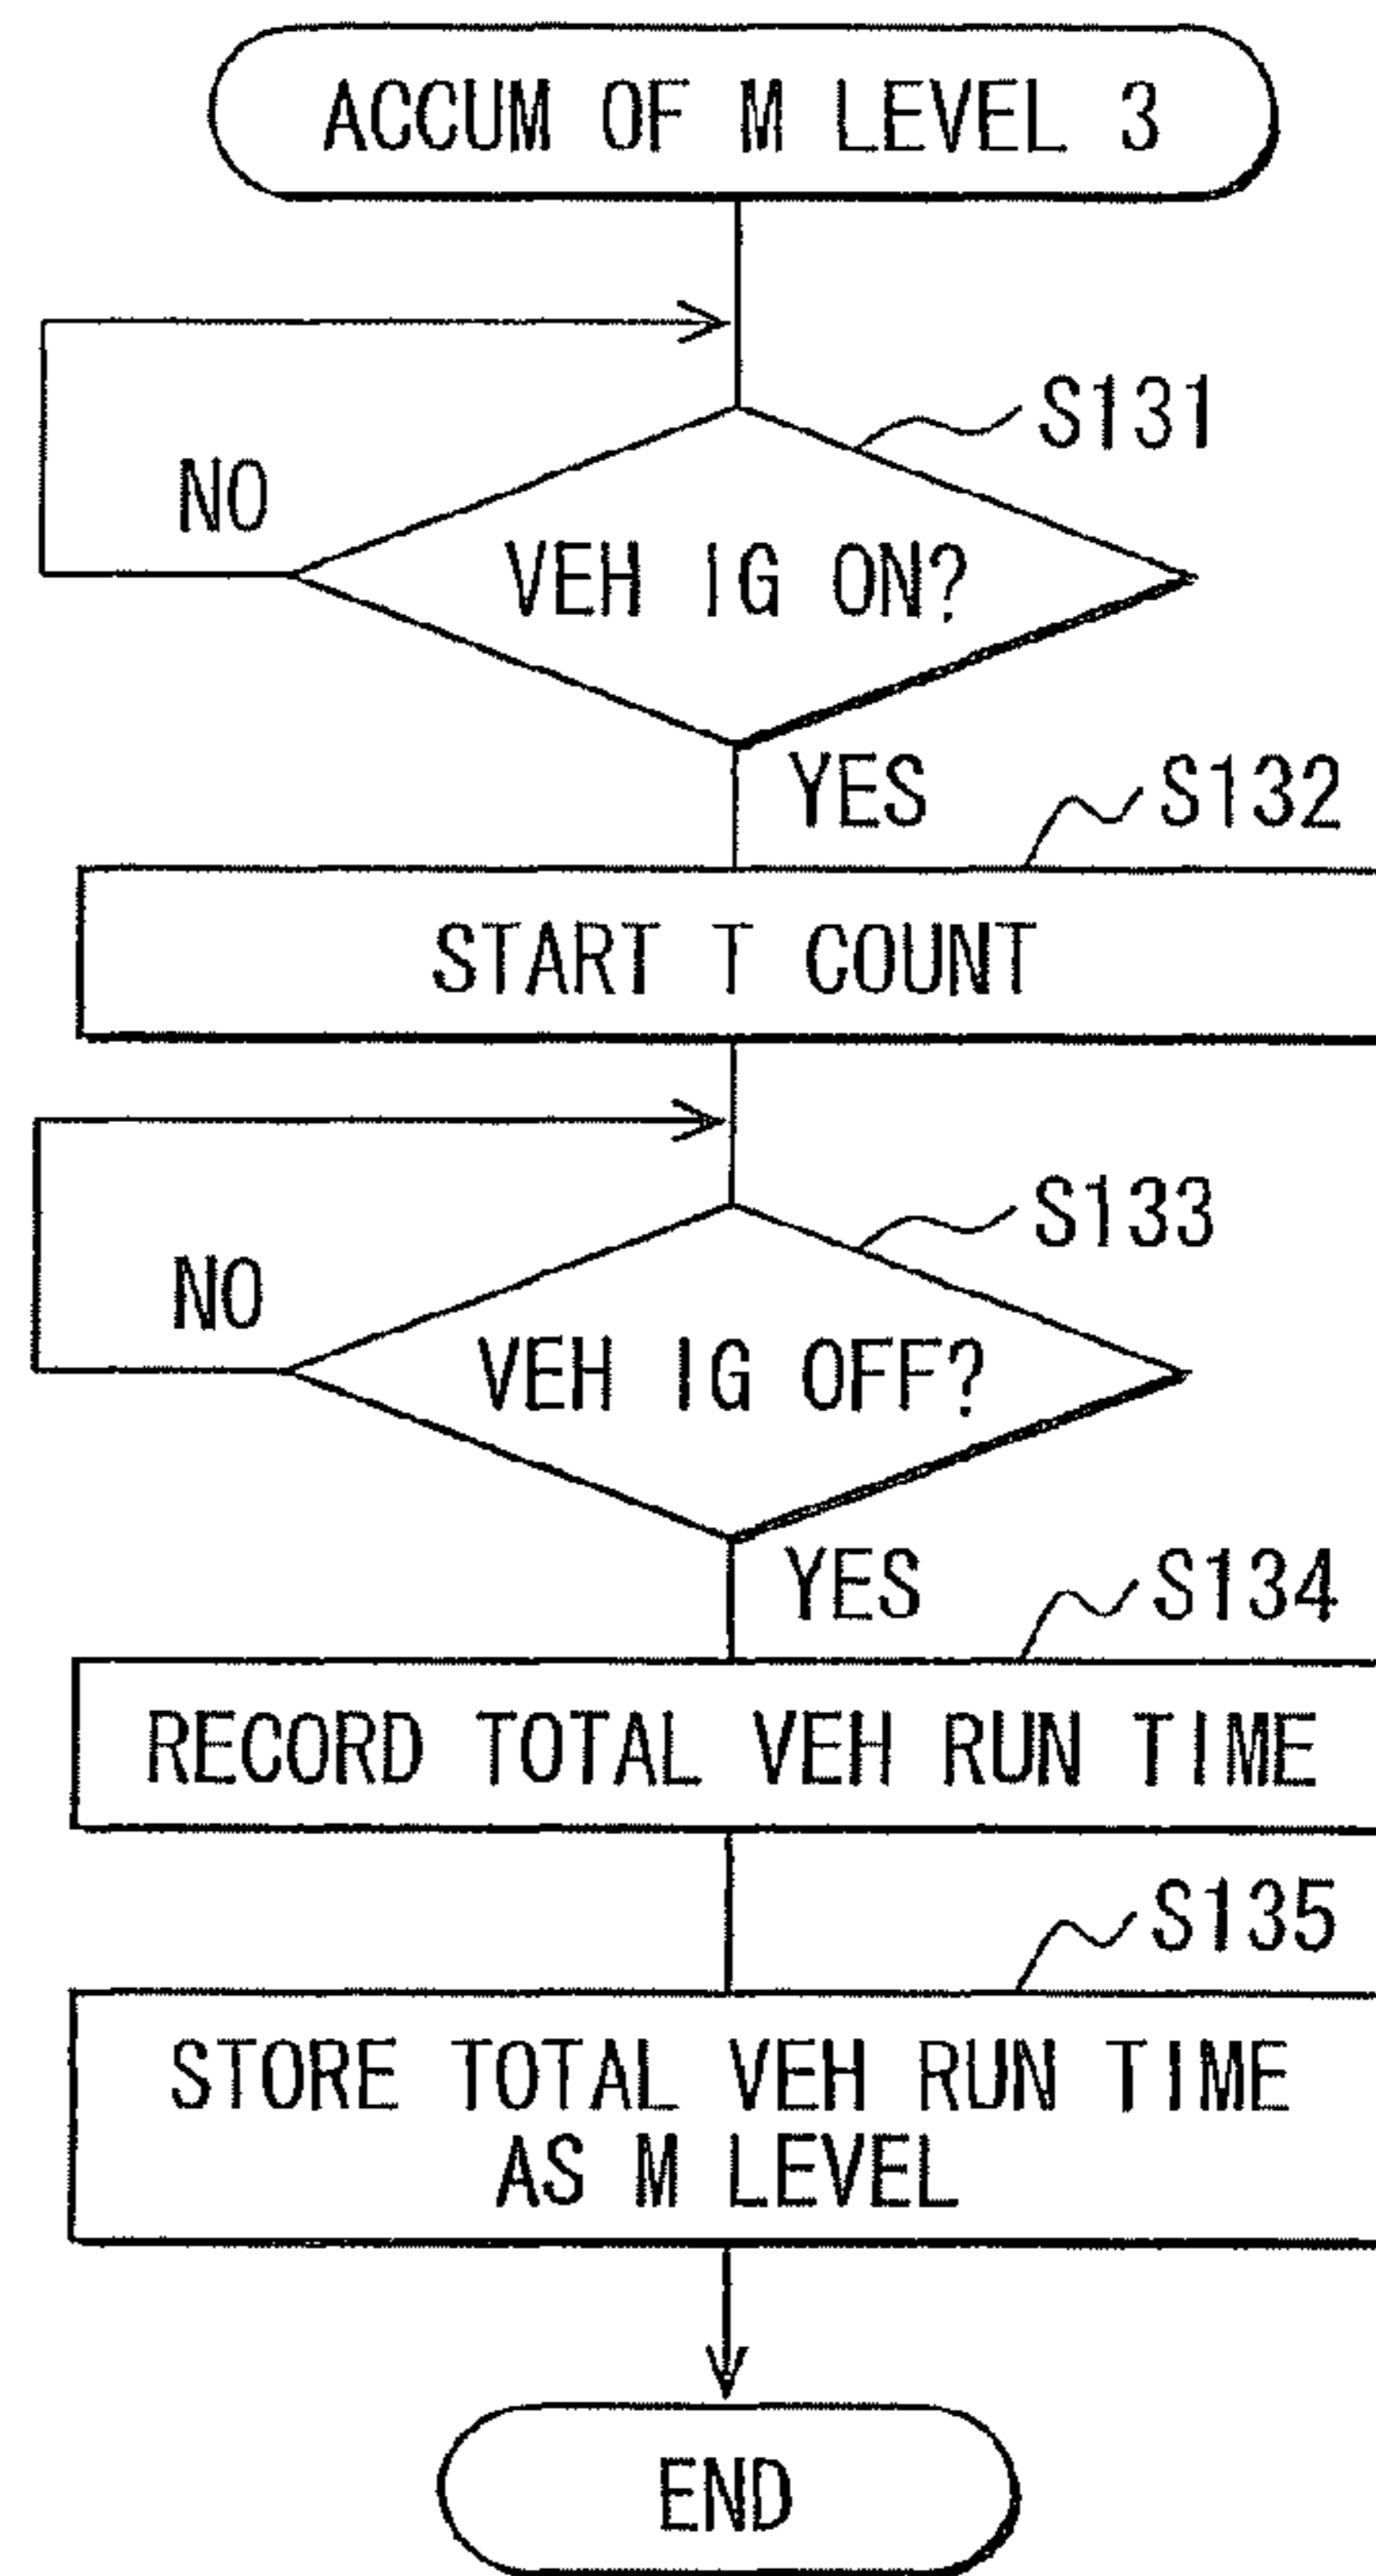 ACCUM OF M LEVEL 3
S131
NO
VEH IG ON?
YES
S132
START T COUNT
S133
NO
VEH IG OFF?
YES
S134
RECORD TOTAL VEH RUN TIME
S135
STORE TOTAL VEH RUN TIME
AS M LEVEL
END